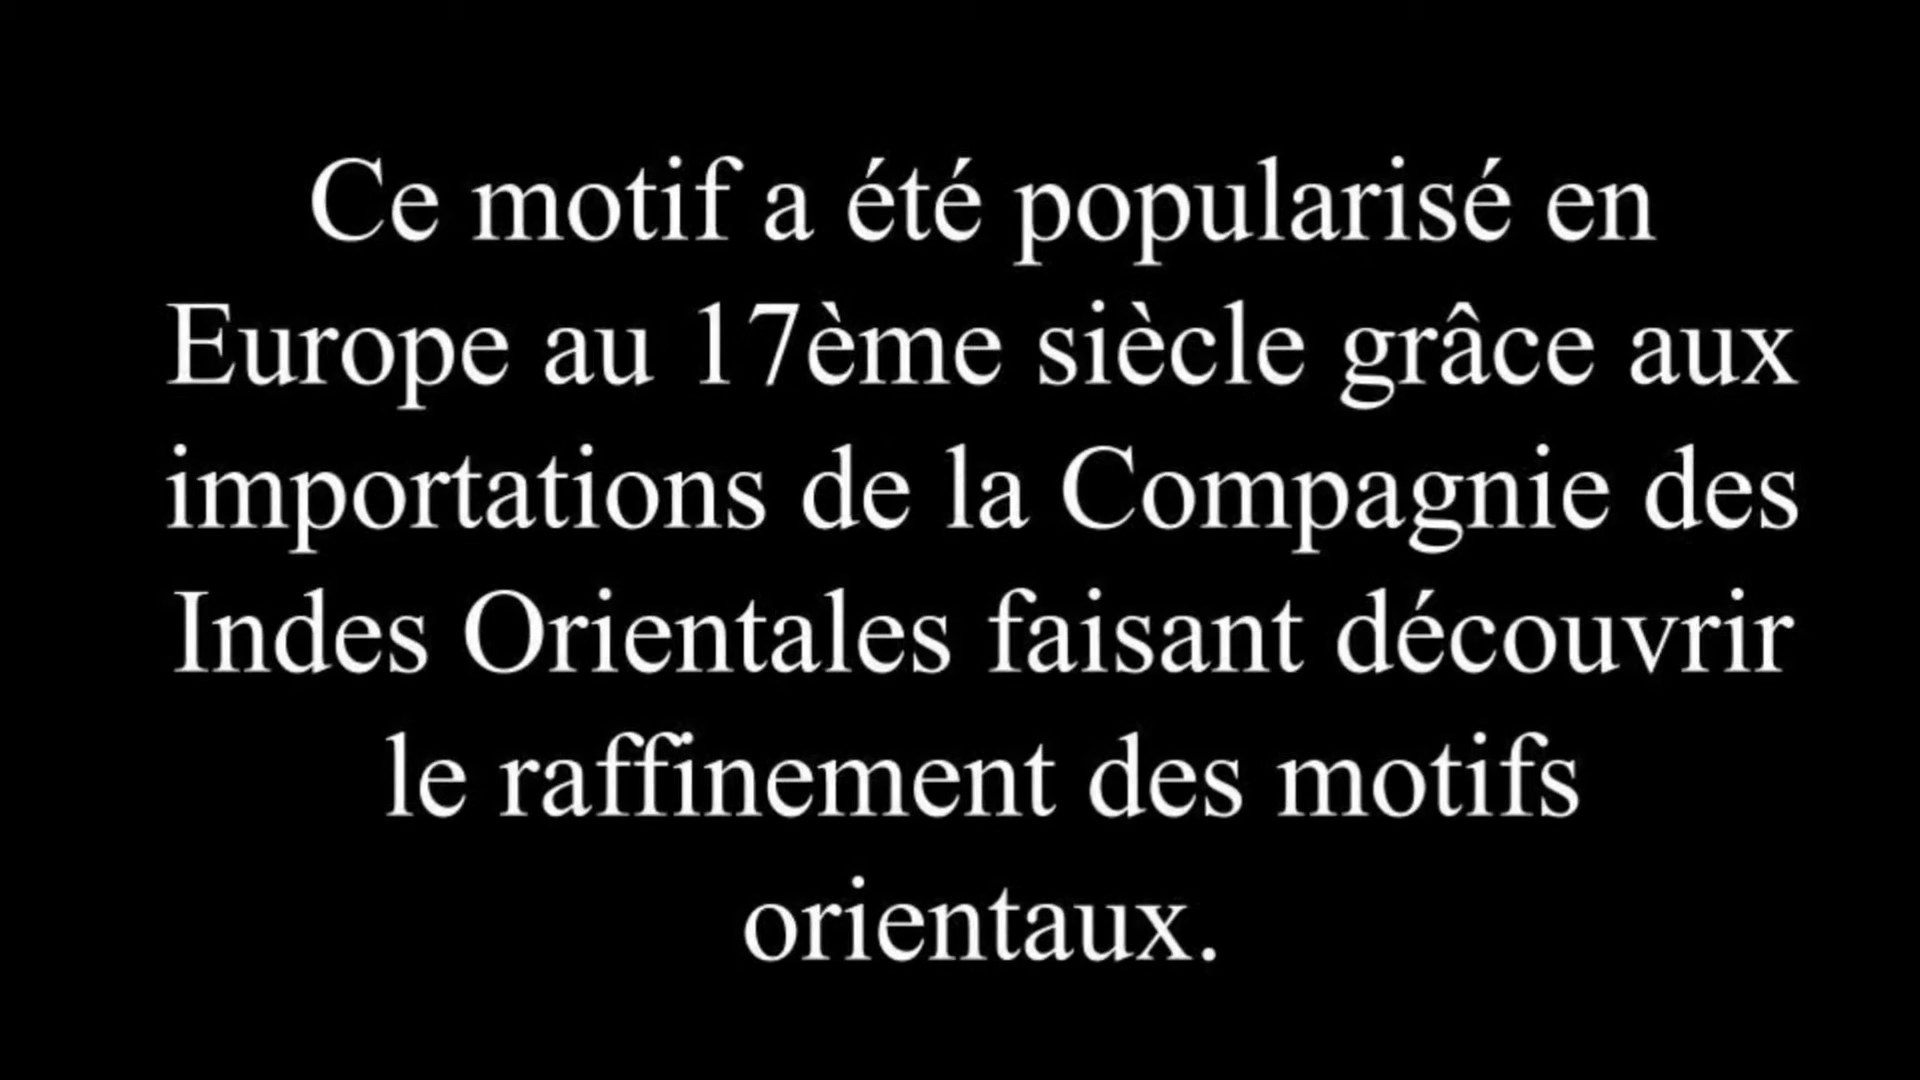 Ce motif a été popularisé en
Europe au 17ème siècle grâce aux
importations de la Compagnie des
Indes Orientales faisant découvrir
le raffinement des motifs
orientaux.